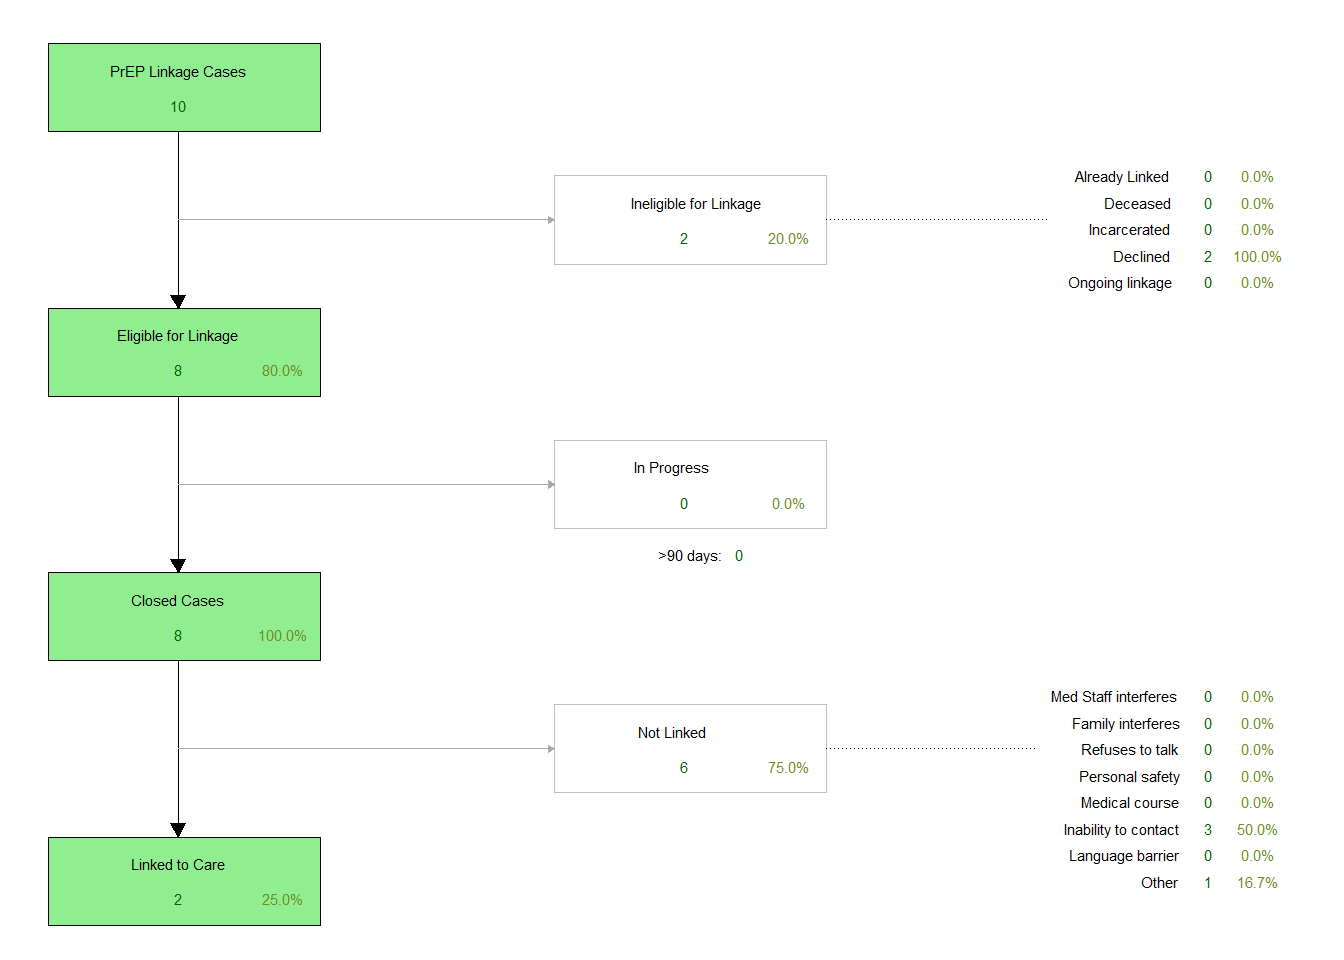 PrEP Linkage Cases
10
Ineligible for Linkage
2 20.0%
Already Linked 0 0.0%
Deceased 0 0.0%
Incarcerated 0 0.0%
Declined 2 100.0%
Ongoing linkage 0 0.0%
Eligible for Linkage
8 80.0%
In Progress
0 0.0%
>90 days: 0
Closed Cases
8 100.0%
Not Linked
6 75.0%
Med Staff interferes 0 0.0%
Family interferes 0 0.0%
Refuses to talk 0 0.0%
Personal safety 0 0.0%
Medical course 0 0.0%
Inability to contact 3 50.0%
Language barrier 0 0.0%
Other 1 16.7%
Linked to Care
2 25.0%